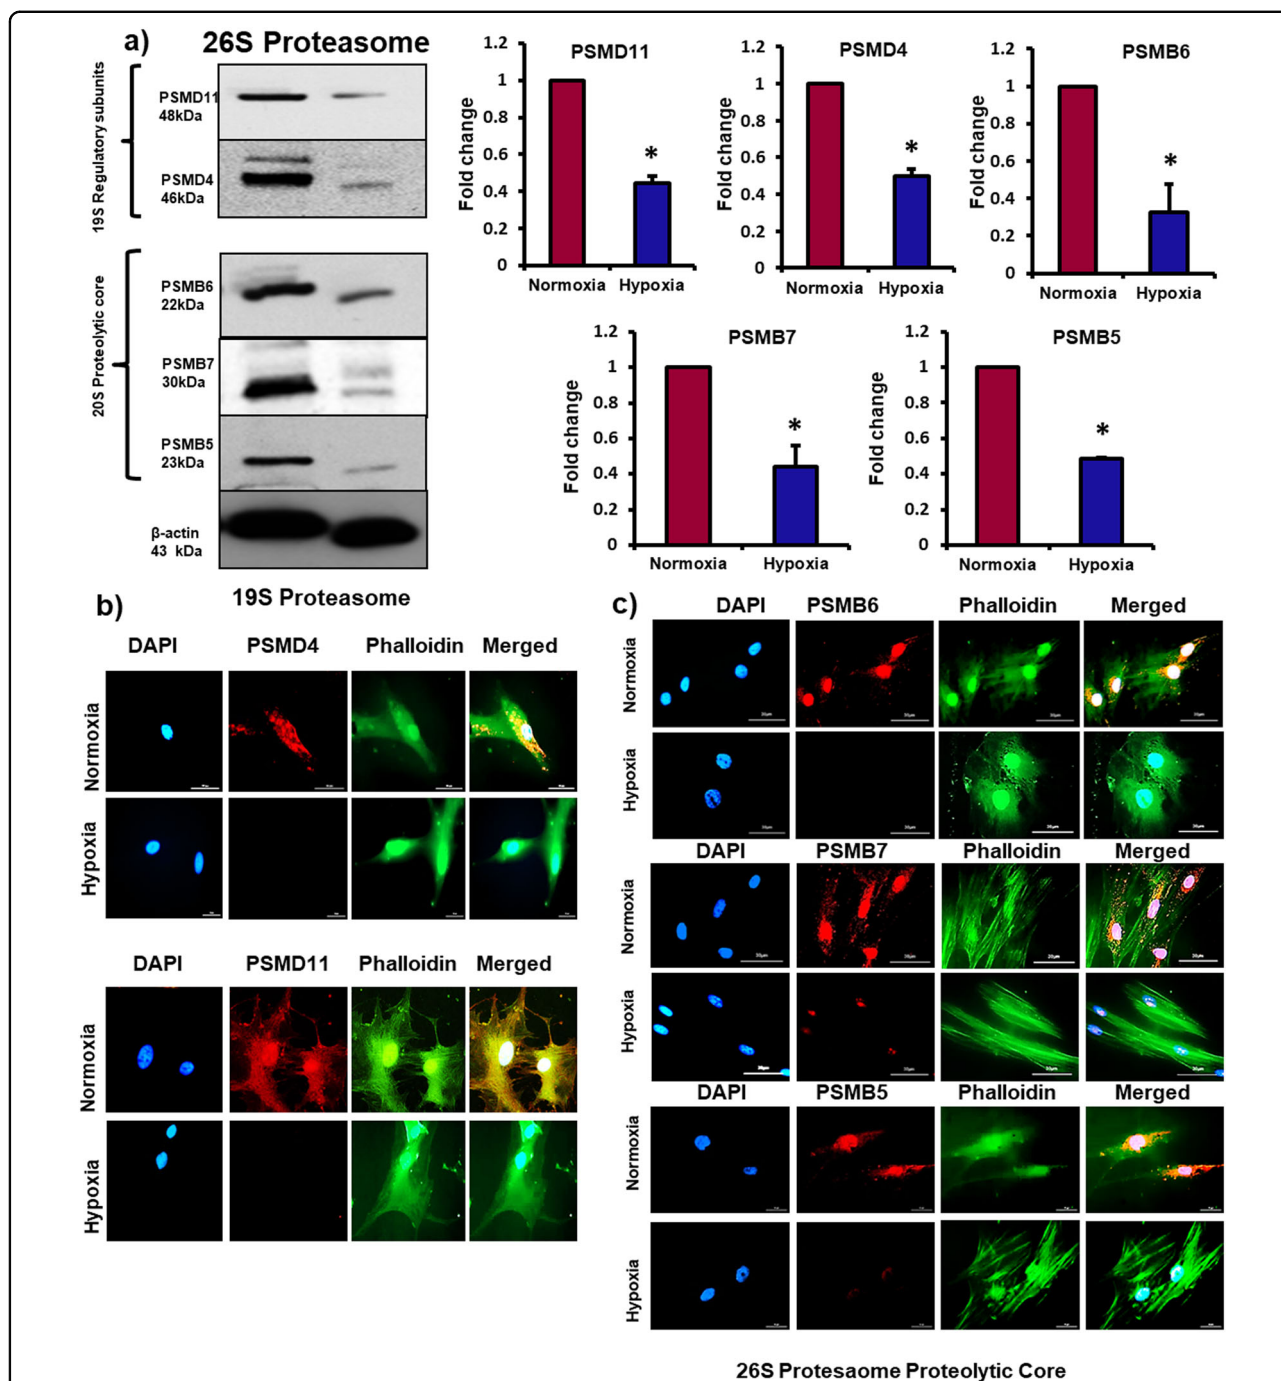 a)
26S Proteasome
19S Regulatory subunits
PSMD11
48kDa
PSMD4
46kDa
20S Proteolytic core
PSMB6
22kDa
PSMB7
30kDa
PSMB5
23kDa
β-actin
43 kDa
PSMD11
Fold change
1.2
1
0.8
0.6
0.4
0.2
0
*
Normoxia Hypoxia
PSMD4
Fold change
1.2
1
0.8
0.6
0.4
0.2
0
*
Normoxia Hypoxia
PSMB6
Fold change
1.2
1
0.8
0.6
0.4
0.2
0
*
Normoxia Hypoxia
PSMB7
Fold change
1.2
1
0.8
0.6
0.4
0.2
0
*
Normoxia Hypoxia
PSMB5
Fold change
1.2
1
0.8
0.6
0.4
0.2
0
*
Normoxia Hypoxia
b)
19S Proteasome
DAPI PSMD4 Phalloidin Merged
Normoxia
Hypoxia
DAPI PSMD11 Phalloidin Merged
Normoxia
Hypoxia
c)
DAPI PSMB6 Phalloidin Merged
Normoxia
Hypoxia
DAPI PSMB7 Phalloidin Merged
Normoxia
Hypoxia
DAPI PSMB5 Phalloidin Merged
Normoxia
Hypoxia
26S Protesaome Proteolytic Core